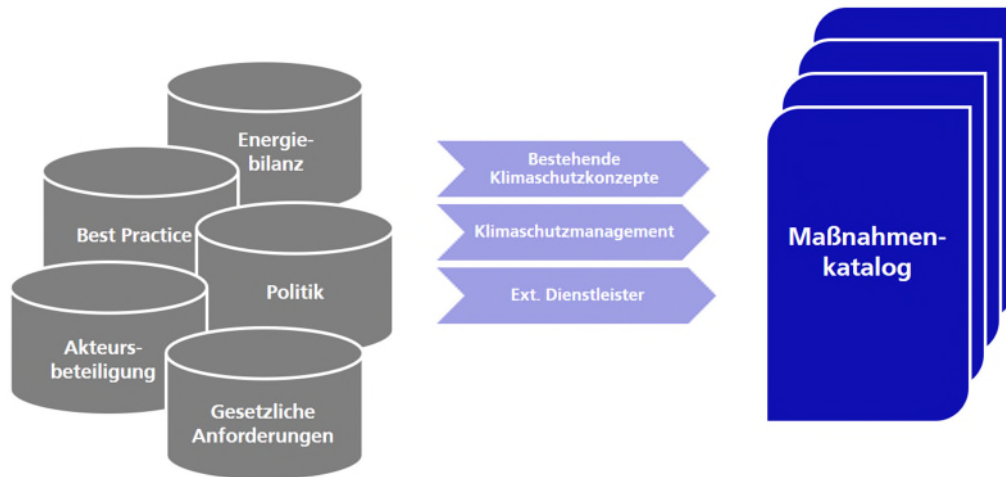 Energie-
bilanz
Best Practice
Politik
Akteurs-
beteiligung
Gesetzliche
Anforderungen
Bestehende
Klimaschutzkonzepte
Klimaschutzmanagement
Ext. Dienstleister
Maßnahmen-
katalog